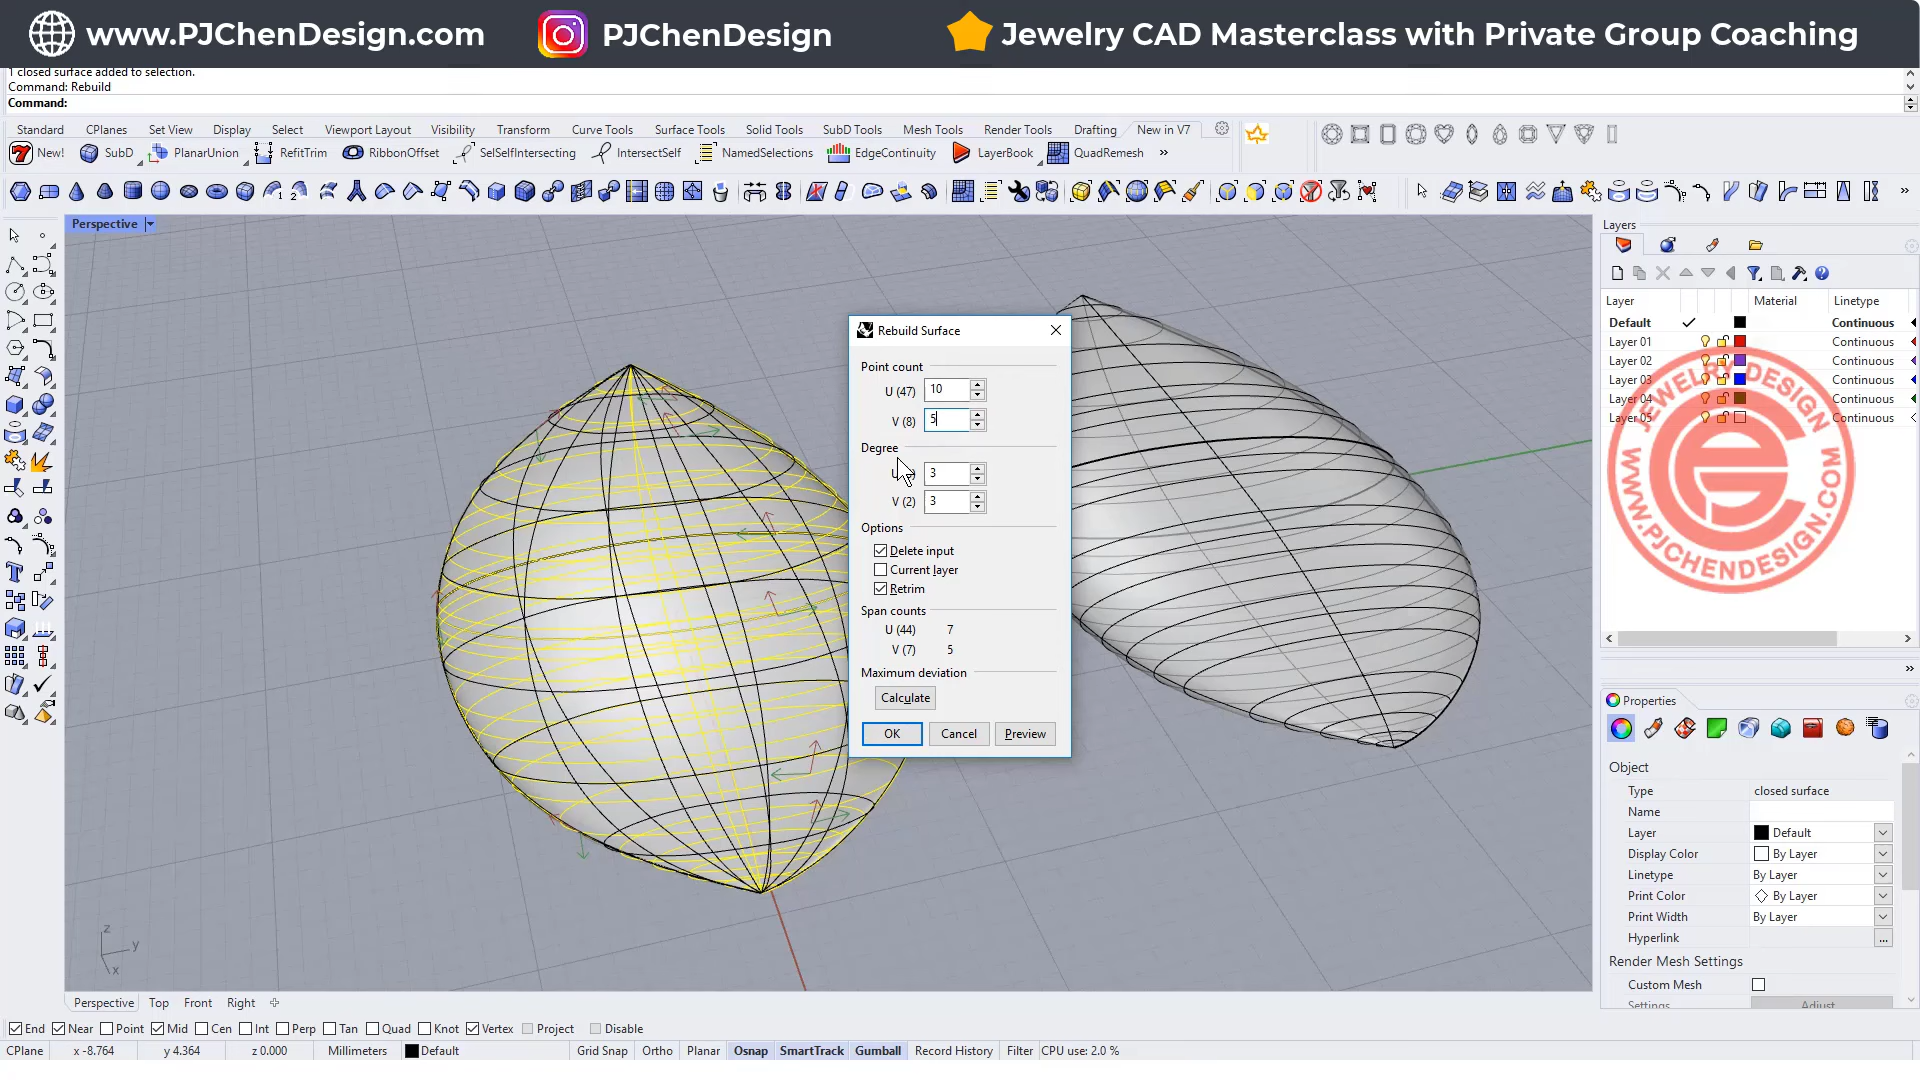 www.PJChenDesign.com PJChenDesign Jewelry CAD Masterclass with Private Group Coaching
1 closed surface added to selection.
Command: Rebuild
Command:
Standard CPlanes Set View Display Select Viewport Layout Visibility Transform Curve Tools Surface Tools Solid Tools SubD Tools Mesh Tools Render Tools Drafting New in V7
7 New! SubD PlanarUnion RefitTrim RibbonOffset SelSelfIntersecting IntersectSelf NamedSelections EdgeContinuity LayerBook QuadRemesh »
Perspective
Layers
Layer Material Linetype
Default Continuous
Layer 01 Continuous
Layer 02 Continuous
Layer 03 Continuous
Layer 04 Continuous
Layer 05 Continuous
JEWELRY DESIGN
WWW.PJCHENDESIGN.COM
Rebuild Surface
Point count
U (47) 10
V (8) 5
Degree
3
V (2) 3
Options
Delete input
Current layer
Retrim
Span counts
U (44) 7
V (7) 5
Maximum deviation
Calculate
OK Cancel Preview
Properties
Object
Type closed surface
Name
Layer Default
Display Color By Layer
Linetype By Layer
Print Color By Layer
Print Width By Layer
Hyperlink ...
Render Mesh Settings
Custom Mesh
Settings Adjust
z
y
x
Perspective Top Front Right
End Near Point Mid Cen Int Perp Tan Quad Knot Vertex Project Disable
CPlane x -8.764 y 4.364 z 0.000 Millimeters Default Grid Snap Ortho Planar Osnap SmartTrack Gumball Record History Filter CPU use: 2.0 %